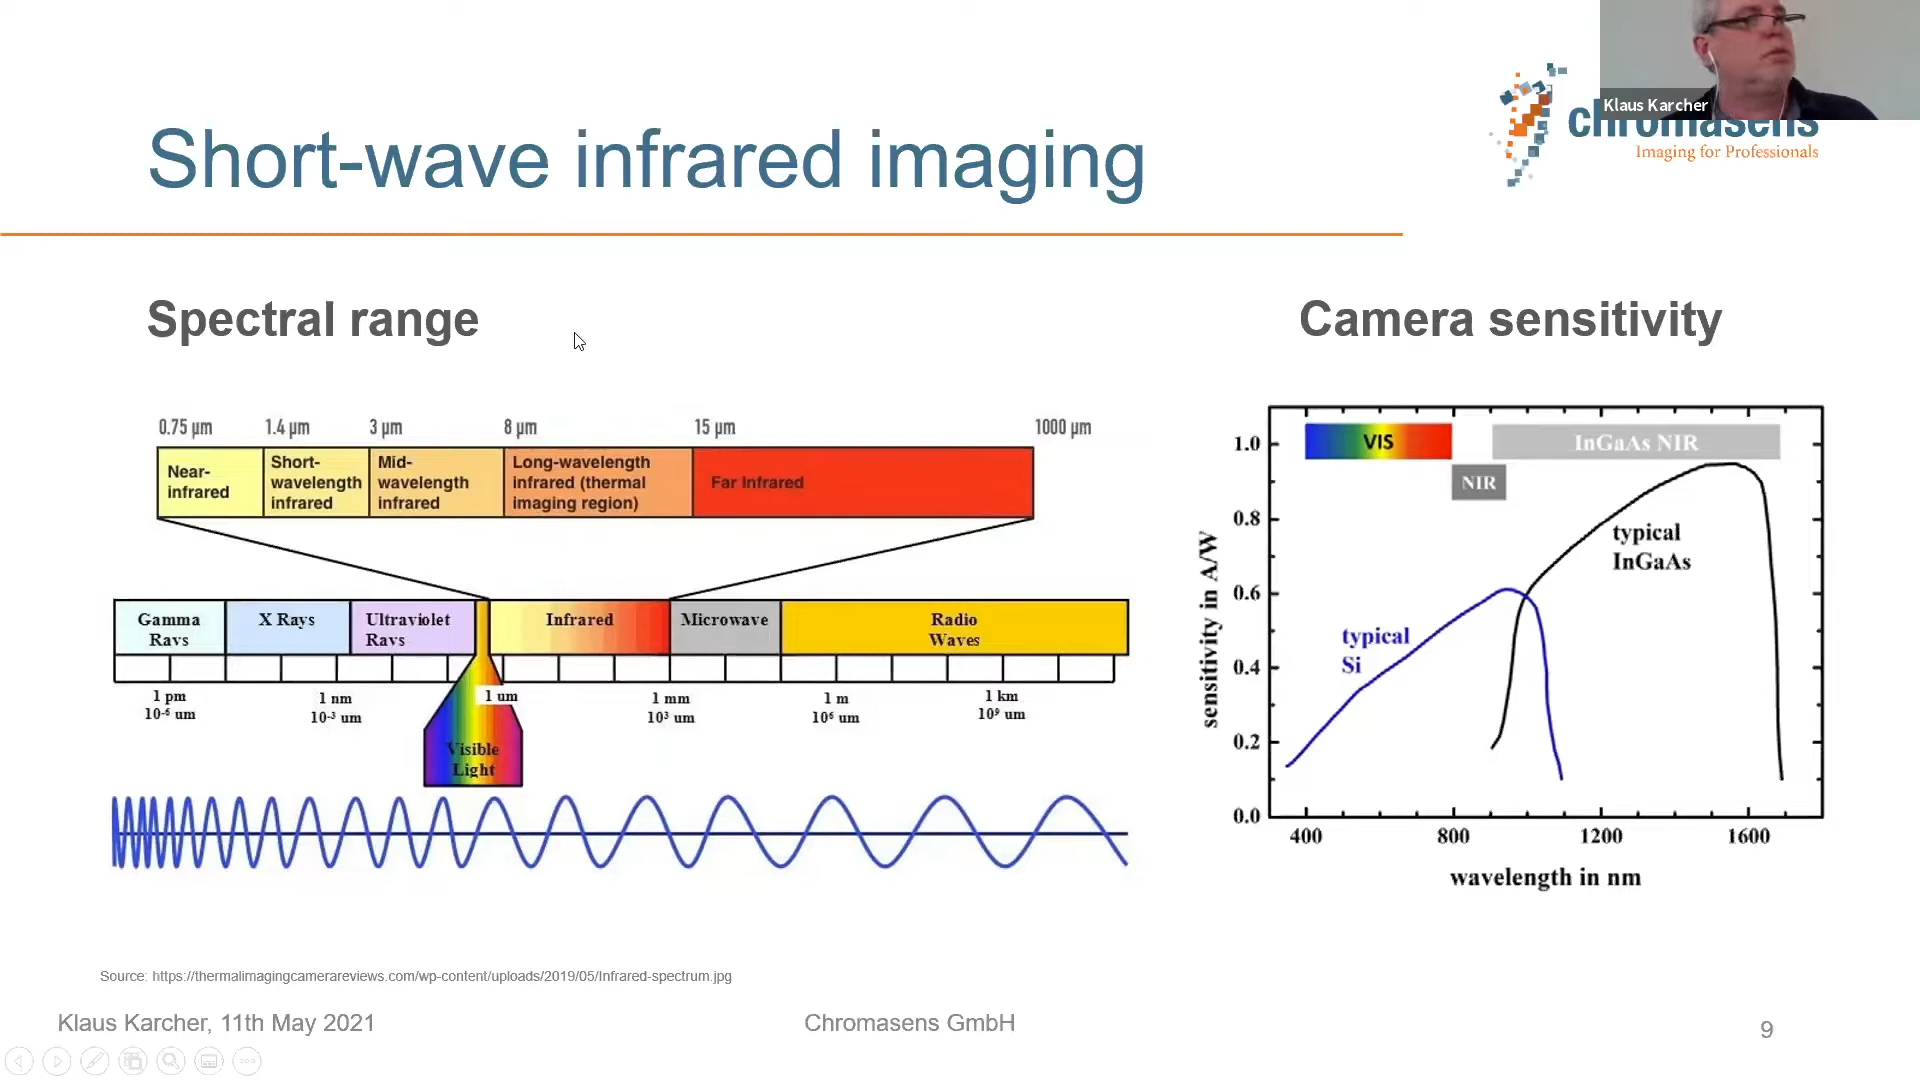 Klaus Karcher
chromasens
Imaging for Professionals
Short-wave infrared imaging
Spectral range
Camera sensitivity
0.75 µm
1.4 µm
3 µm
8 µm
15 µm
1000 µm
Near-
infrared
Short-
wavelength
infrared
Mid-
wavelength
infrared
Long-wavelength
infrared (thermal
imaging region)
Far Infrared
Gamma
Rays
X Rays
Ultraviolet
Rays
Infrared
Microwave
Radio
Waves
1 pm
10⁻⁶ um
1 nm
10⁻³ um
1 um
1 mm
10³ um
1 m
10⁶ um
1 km
10⁹ um
Visible
Light
VIS
NIR
InGaAs NIR
typical
InGaAs
typical
Si
sensitivity in A/W
1.0
0.8
0.6
0.4
0.2
0.0
400
800
1200
1600
wavelength in nm
Source: https://thermalimagingcamerareviews.com/wp-content/uploads/2019/05/Infrared-spectrum.jpg
Klaus Karcher, 11th May 2021
Chromasens GmbH
9